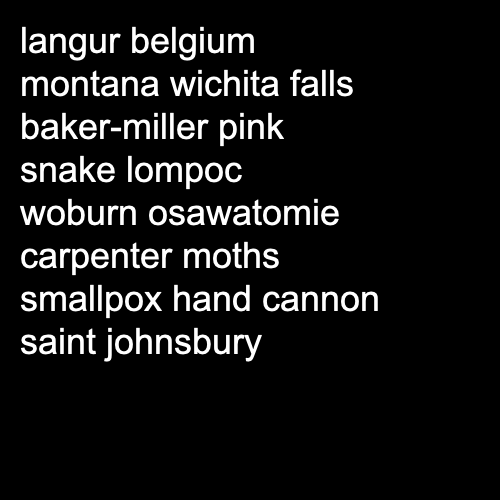 langur belgium
montana wichita falls
baker-miller pink
snake lompoc
woburn osawatomie
carpenter moths
smallpox hand cannon
saint johnsbury